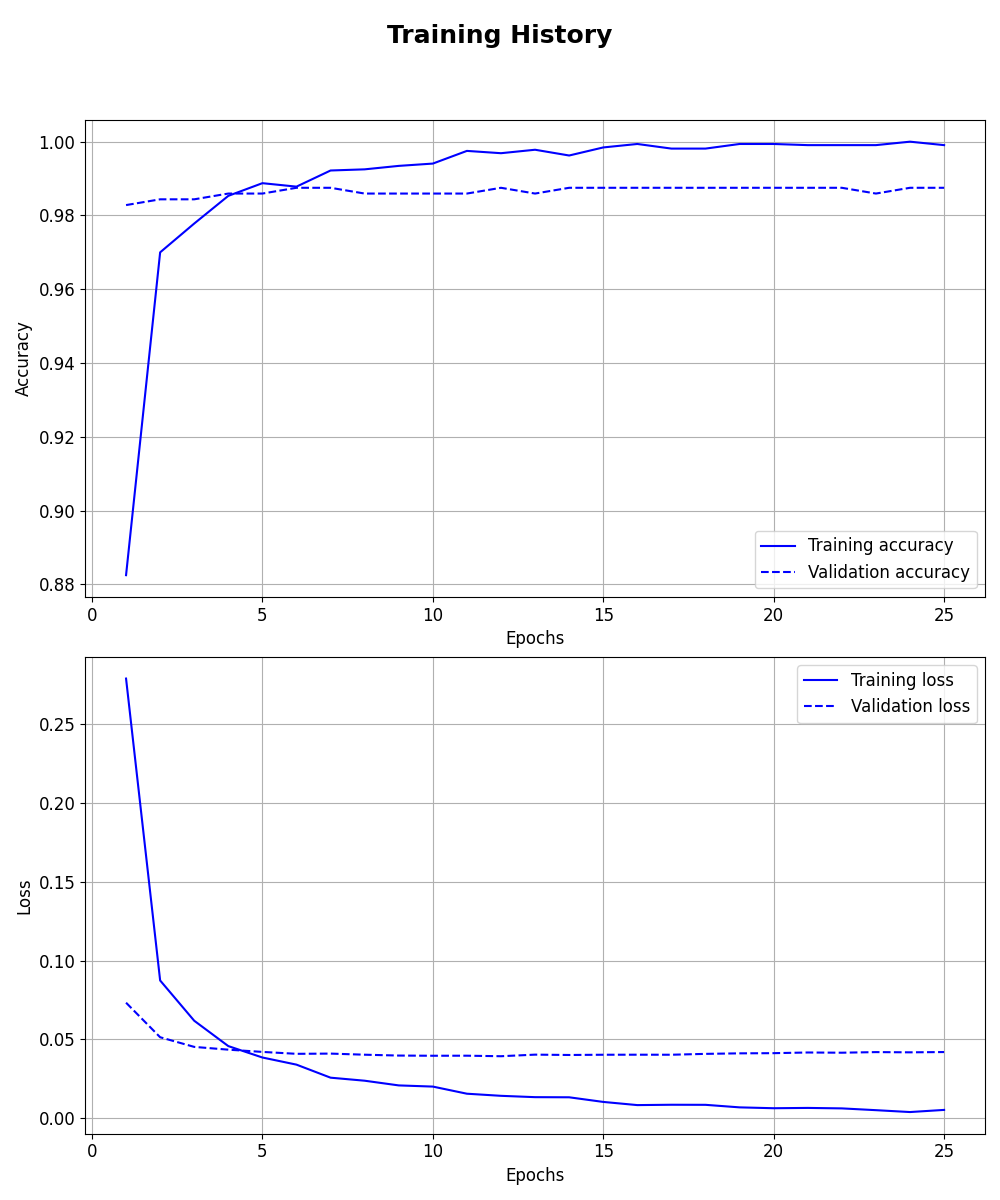 Training History
1.00
0.98
0.96
0.94
0.92
0.90
0.88
Accuracy
Training accuracy
Validation accuracy
0 5 10 15 20 25
Epochs
Training loss
Validation loss
0.25
0.20
0.15
0.10
0.05
0.00
Loss
0 5 10 15 20 25
Epochs